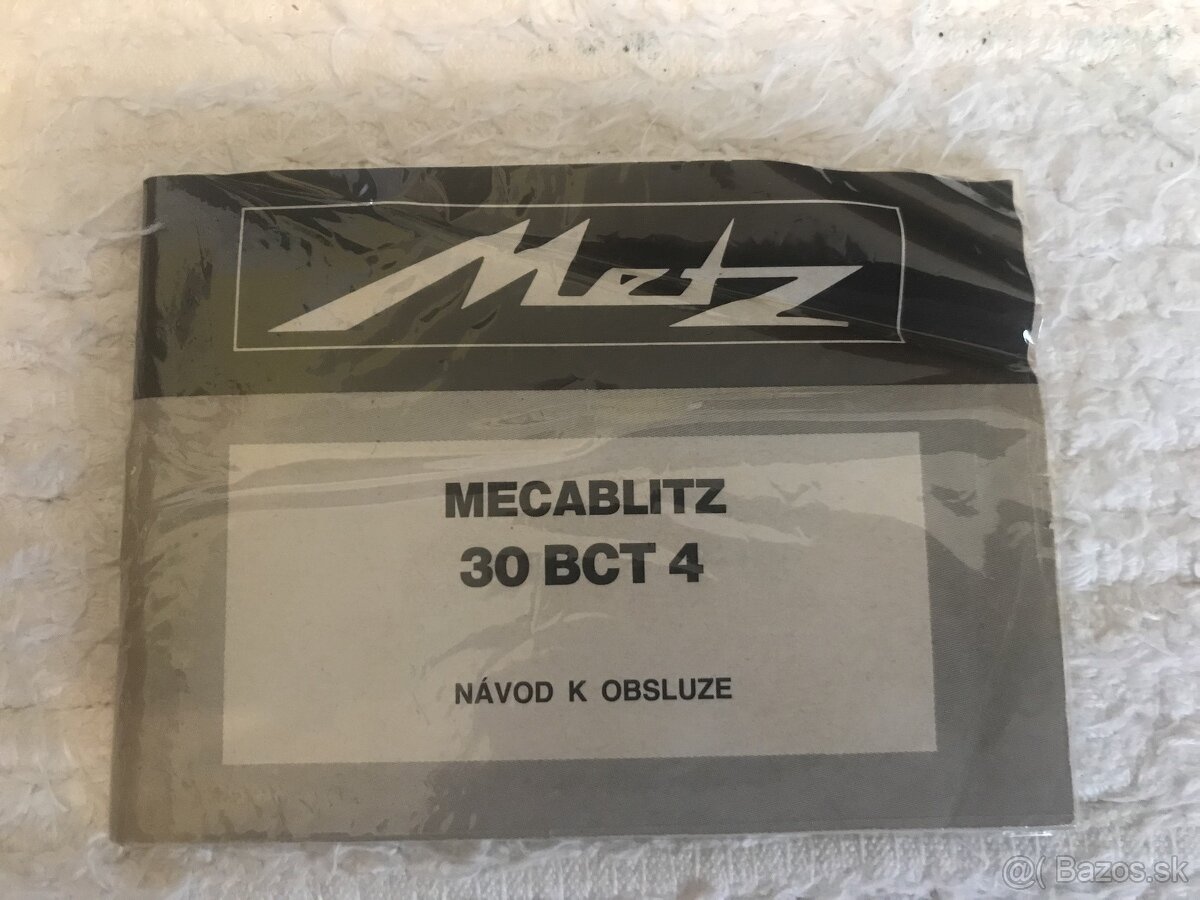 Metz
MECABLITZ
30 BCT 4
NÁVOD K OBSLUZE
@( Bazos.sk